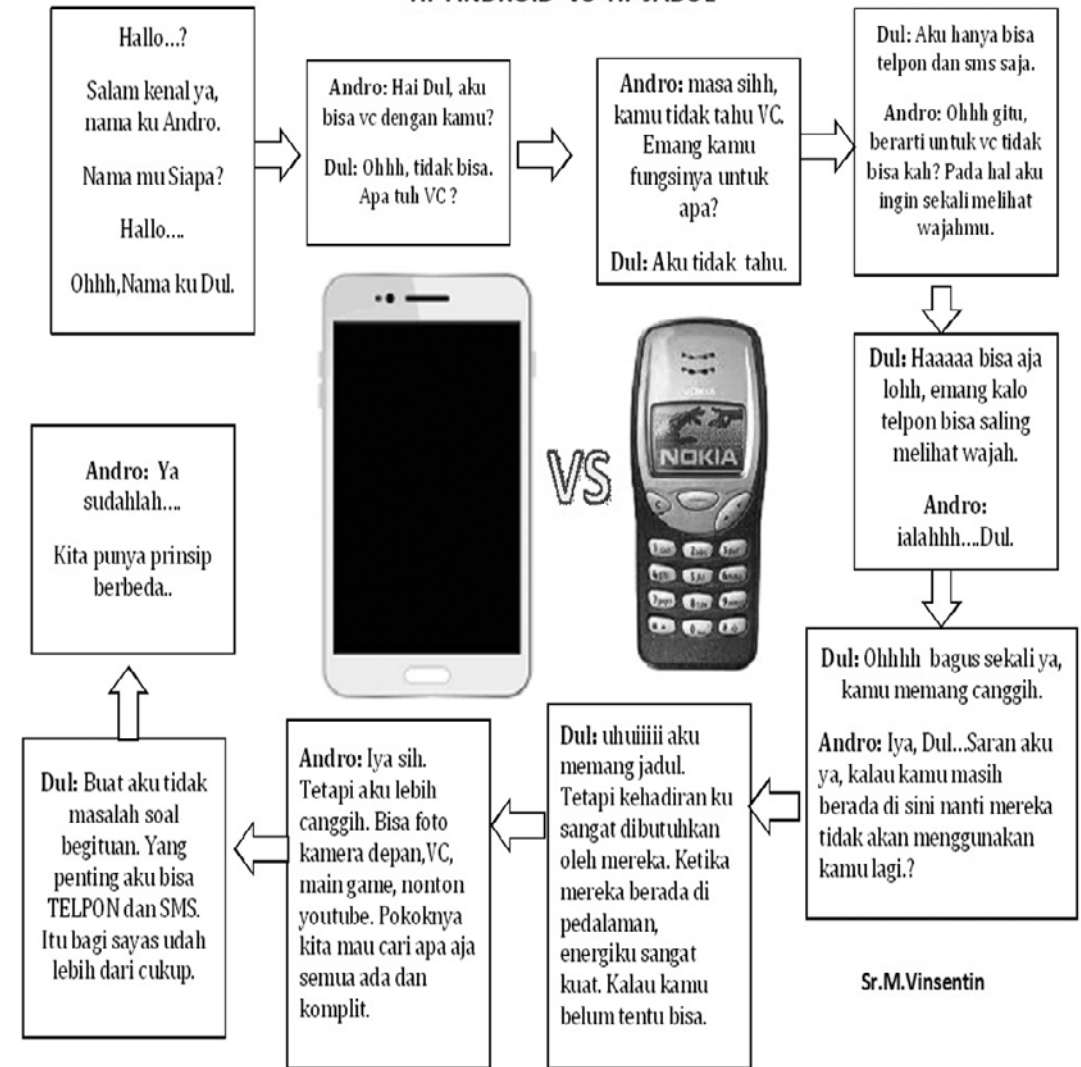 HP ANDROID VS HP JADUL
Hallo...?
Salam kenal ya,
nama ku Andro.
Nama mu Siapa?
Hallo....
Ohhh,Nama ku Dul.
Andro: Hai Dul, aku
bisa vc dengan kamu?
Dul: Ohhh, tidak bisa.
Apa tuh VC ?
Andro: masa sihh,
kamu tidak tahu VC.
Emang kamu
fungsinya untuk
apa?
Dul: Aku tidak tahu.
Dul: Aku hanya bisa
telpon dan sms saja.
Andro: Ohhh gitu,
berarti untuk vc tidak
bisa kah? Pada hal aku
ingin sekali melihat
wajahmu.
Dul: Haaaaa bisa aja
lohh, emang kalo
telpon bisa saling
melihat wajah.
Andro:
ialahhh....Dul.
Dul: Ohhhh bagus sekali ya,
kamu memang canggih.
Andro: Iya, Dul...Saran aku
ya, kalau kamu masih
berada di sini nanti mereka
tidak akan menggunakan
kamu lagi.?
Dul: uhuiiiii aku
memang jadul.
Tetapi kehadiran ku
sangat dibutuhkan
oleh mereka. Ketika
mereka berada di
pedalaman,
energiku sangat
kuat. Kalau kamu
belum tentu bisa.
Andro: Iya sih.
Tetapi aku lebih
canggih. Bisa foto
kamera depan,VC,
main game, nonton
youtube. Pokoknya
kita mau cari apa aja
semua ada dan
komplit.
Dul: Buat aku tidak
masalah soal
begituan. Yang
penting aku bisa
TELPON dan SMS.
Itu bagi sayas udah
lebih dari cukup.
Andro: Ya
sudahlah....
Kita punya prinsip
berbeda..
VS
NOKIA
NOKIA
Sr.M.Vinsentin